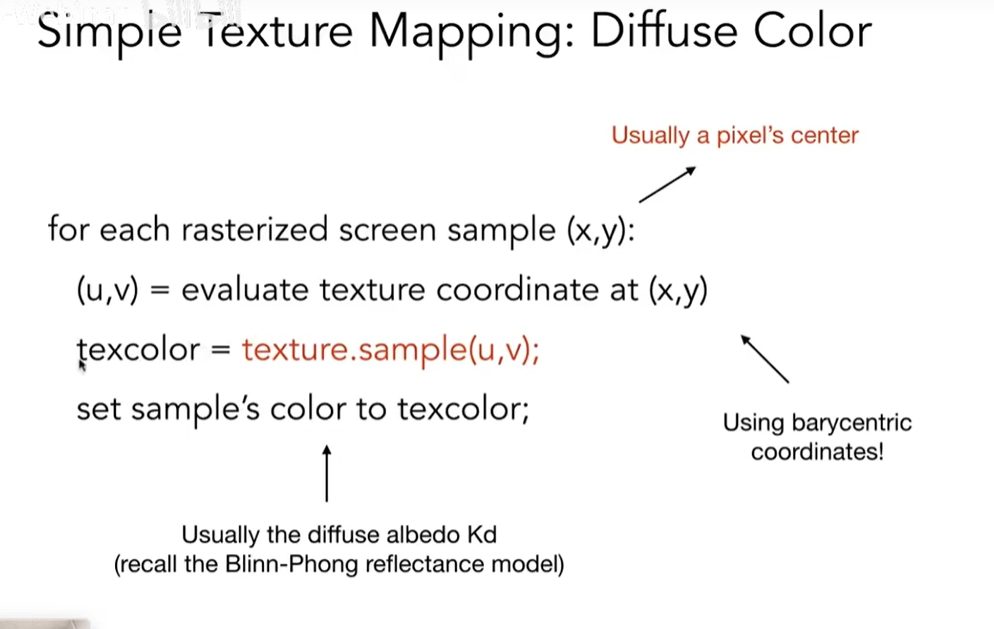 Simple Texture Mapping: Diffuse Color
Usually a pixel's center
for each rasterized screen sample (x,y):
(u,v) = evaluate texture coordinate at (x,y)
texcolor = texture.sample(u,v);
set sample's color to texcolor;
Using barycentric
coordinates!
Usually the diffuse albedo Kd
(recall the Blinn-Phong reflectance model)